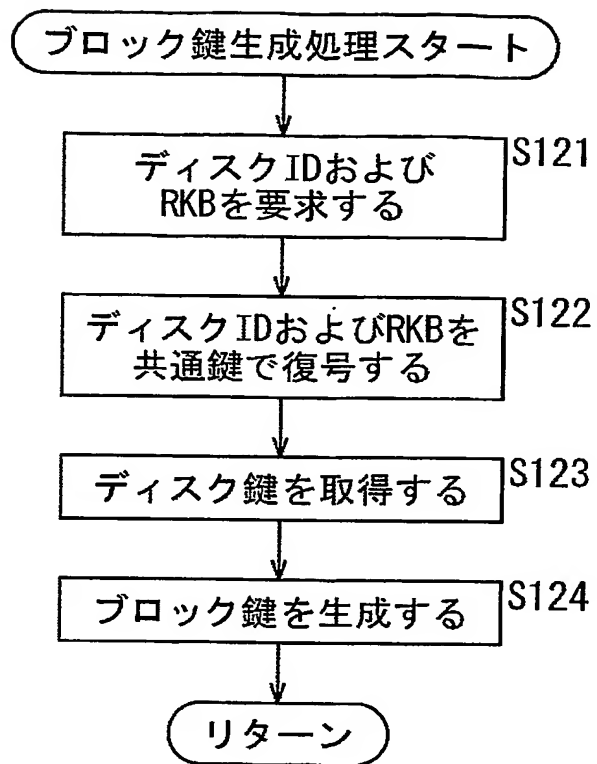 ブロック鍵生成処理スタート
S121
ディスクIDおよび
RKBを要求する
S122
ディスクIDおよびRKBを
共通鍵で復号する
S123
ディスク鍵を取得する
S124
ブロック鍵を生成する
リターン